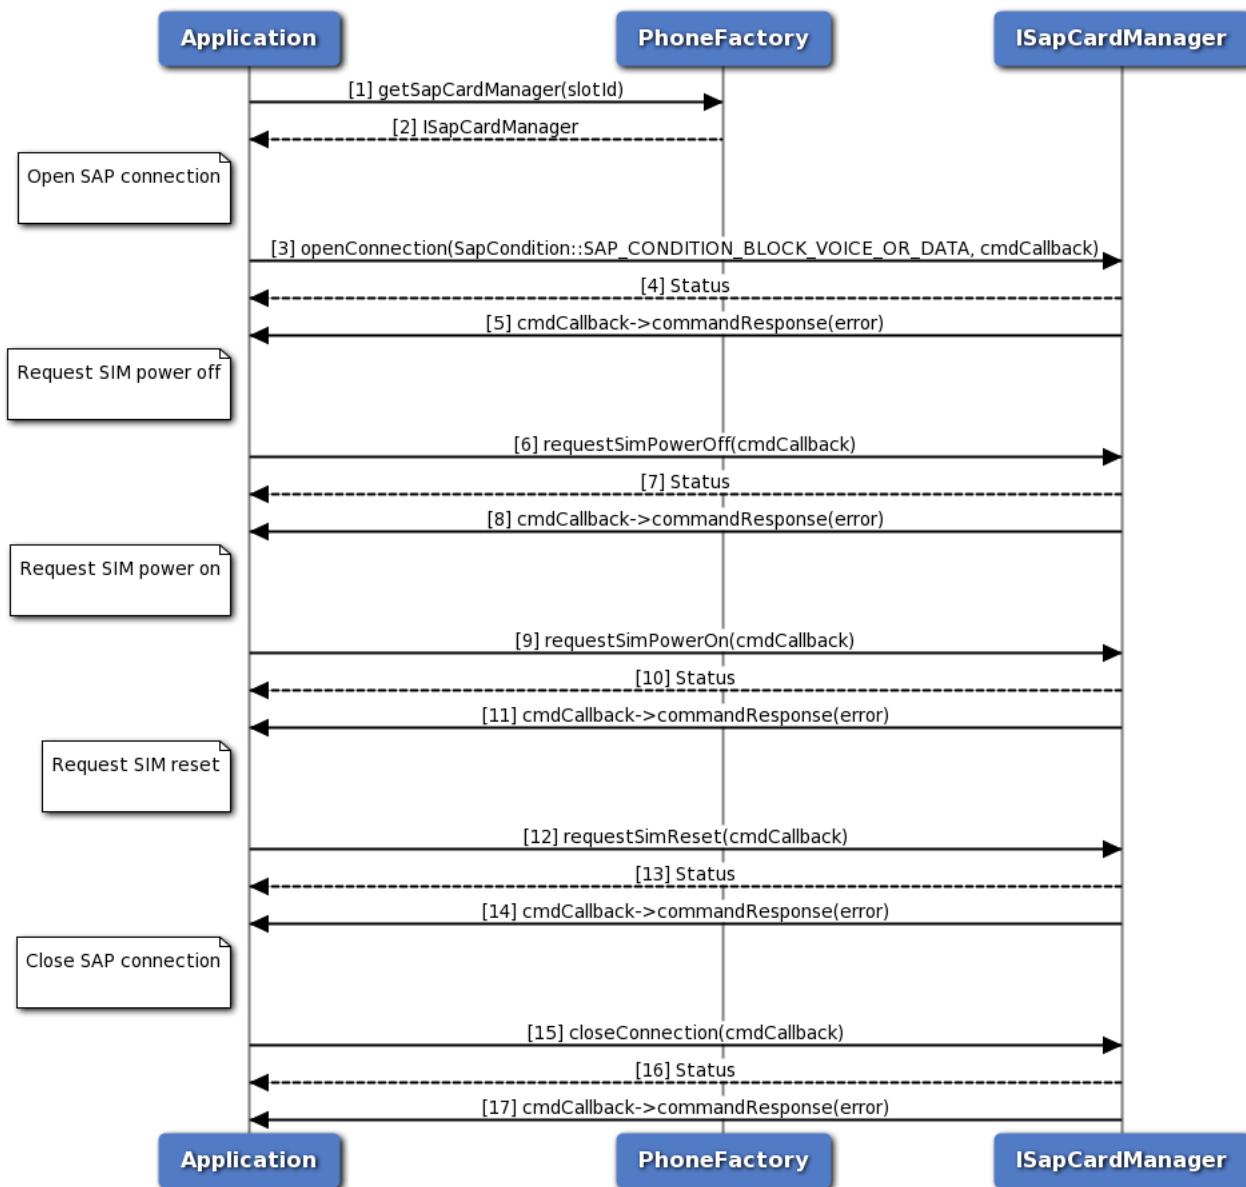 Application
PhoneFactory
ISapCardManager
[1] getSapCardManager(slotId)
[2] ISapCardManager
Open SAP connection
[3] openConnection(SapCondition::SAP_CONDITION_BLOCK_VOICE_OR_DATA, cmdCallback)
[4] Status
[5] cmdCallback->commandResponse(error)
Request SIM power off
[6] requestSimPowerOff(cmdCallback)
[7] Status
[8] cmdCallback->commandResponse(error)
Request SIM power on
[9] requestSimPowerOn(cmdCallback)
[10] Status
[11] cmdCallback->commandResponse(error)
Request SIM reset
[12] requestSimReset(cmdCallback)
[13] Status
[14] cmdCallback->commandResponse(error)
Close SAP connection
[15] closeConnection(cmdCallback)
[16] Status
[17] cmdCallback->commandResponse(error)
Application
PhoneFactory
ISapCardManager